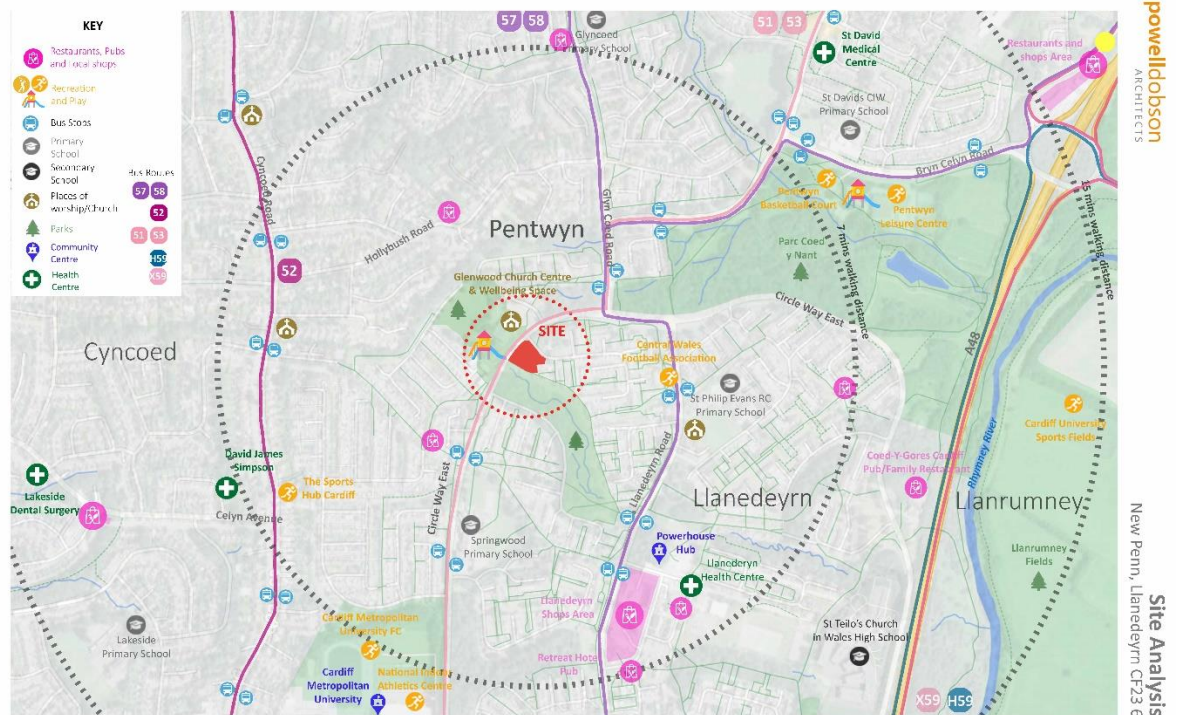 KEY
Restaurants, Pubs
and Local shops
Recreation
and Play
Bus Stops
Primary
School
Secondary
School
Bus Routes
57 58
Places of
worship/Church
52
Parks
51 53
Community
Centre
H59
Health
Centre
X59
57 58
Glyncoed
Primary School
51 53
St David
Medical
Centre
Restaurants and
shops Area
St Davids CIW
Primary School
Cyncoed Road
Bryn Celyn Road
Pentwyn
Basketball Court
Pentwyn
Leisure Centre
15 mins walking distance
Glyn Coed Road
Hollybush Road
Pentwyn
7 mins walking distance
Parc Coed
y Nant
52
Glenwood Church Centre
& Wellbeing Space
Circle Way East
SITE
Cyncoed
Central Wales
Football Association
A48
St Philip Evans RC
Primary School
Cardiff University
Sports Fields
Rhymney River
David James
Simpson
Coed-Y-Gores Cardiff
Pub/Family Restaurant
Lakeside
Dental Surgery
The Sports
Hub Cardiff
Celyn Avenue
Circle Way East
Llanedeyrn Road
Llanedeyrn
Llanrumney
Springwood
Primary School
Powerhouse
Hub
Llanederyn
Health Centre
Llanrumney
Fields
Llanedeyrn
Shops Area
Cardiff Metropolitan
University FC
St Teilo's Church
in Wales High School
Lakeside
Primary School
Retreat Hotel
Pub
Cardiff
Metropolitan
University
National Indoor
Athletics Centre
X59 H59
powelldobson
ARCHITECTS
Site Analysis
New Penn, Llanedeyrn CF23 6